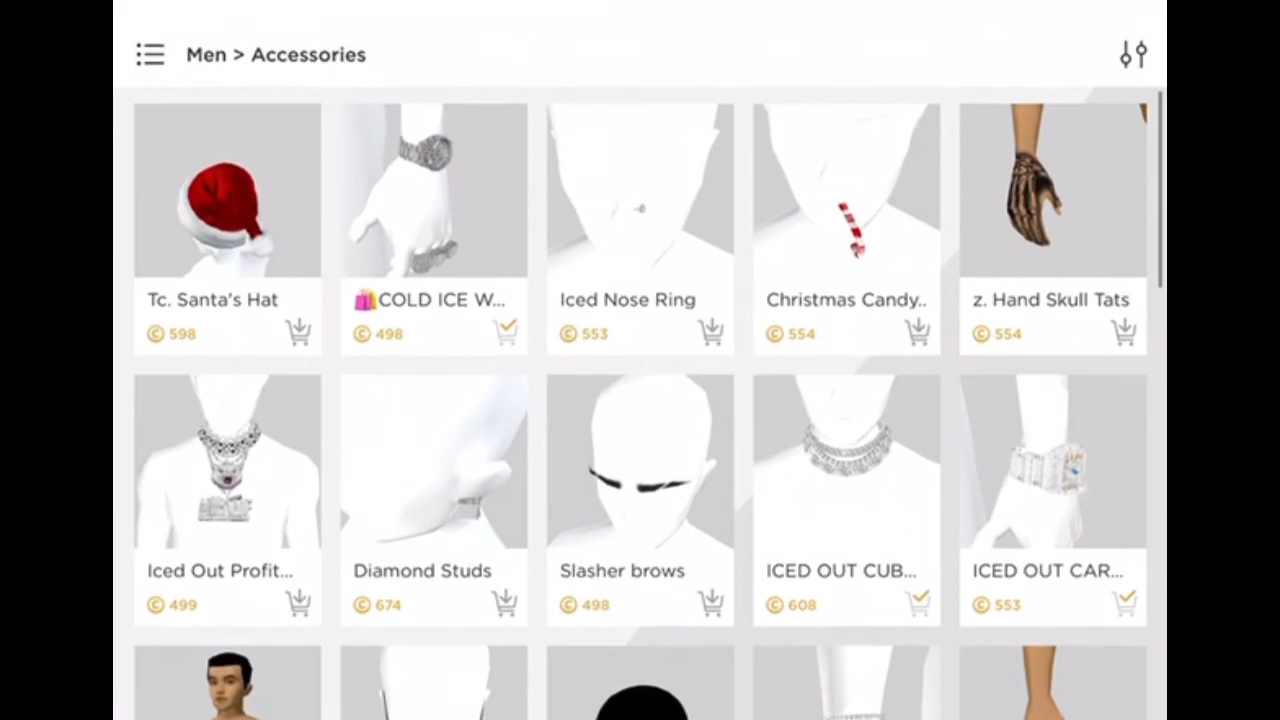 Men > Accessories
Tc. Santa's Hat
🛍️COLD ICE W...
Iced Nose Ring
Christmas Candy..
z. Hand Skull Tats
© 598
© 498
© 553
© 554
© 554
Iced Out Profit...
Diamond Studs
Slasher brows
ICED OUT CUB...
ICED OUT CAR...
© 499
© 674
© 498
© 608
© 553